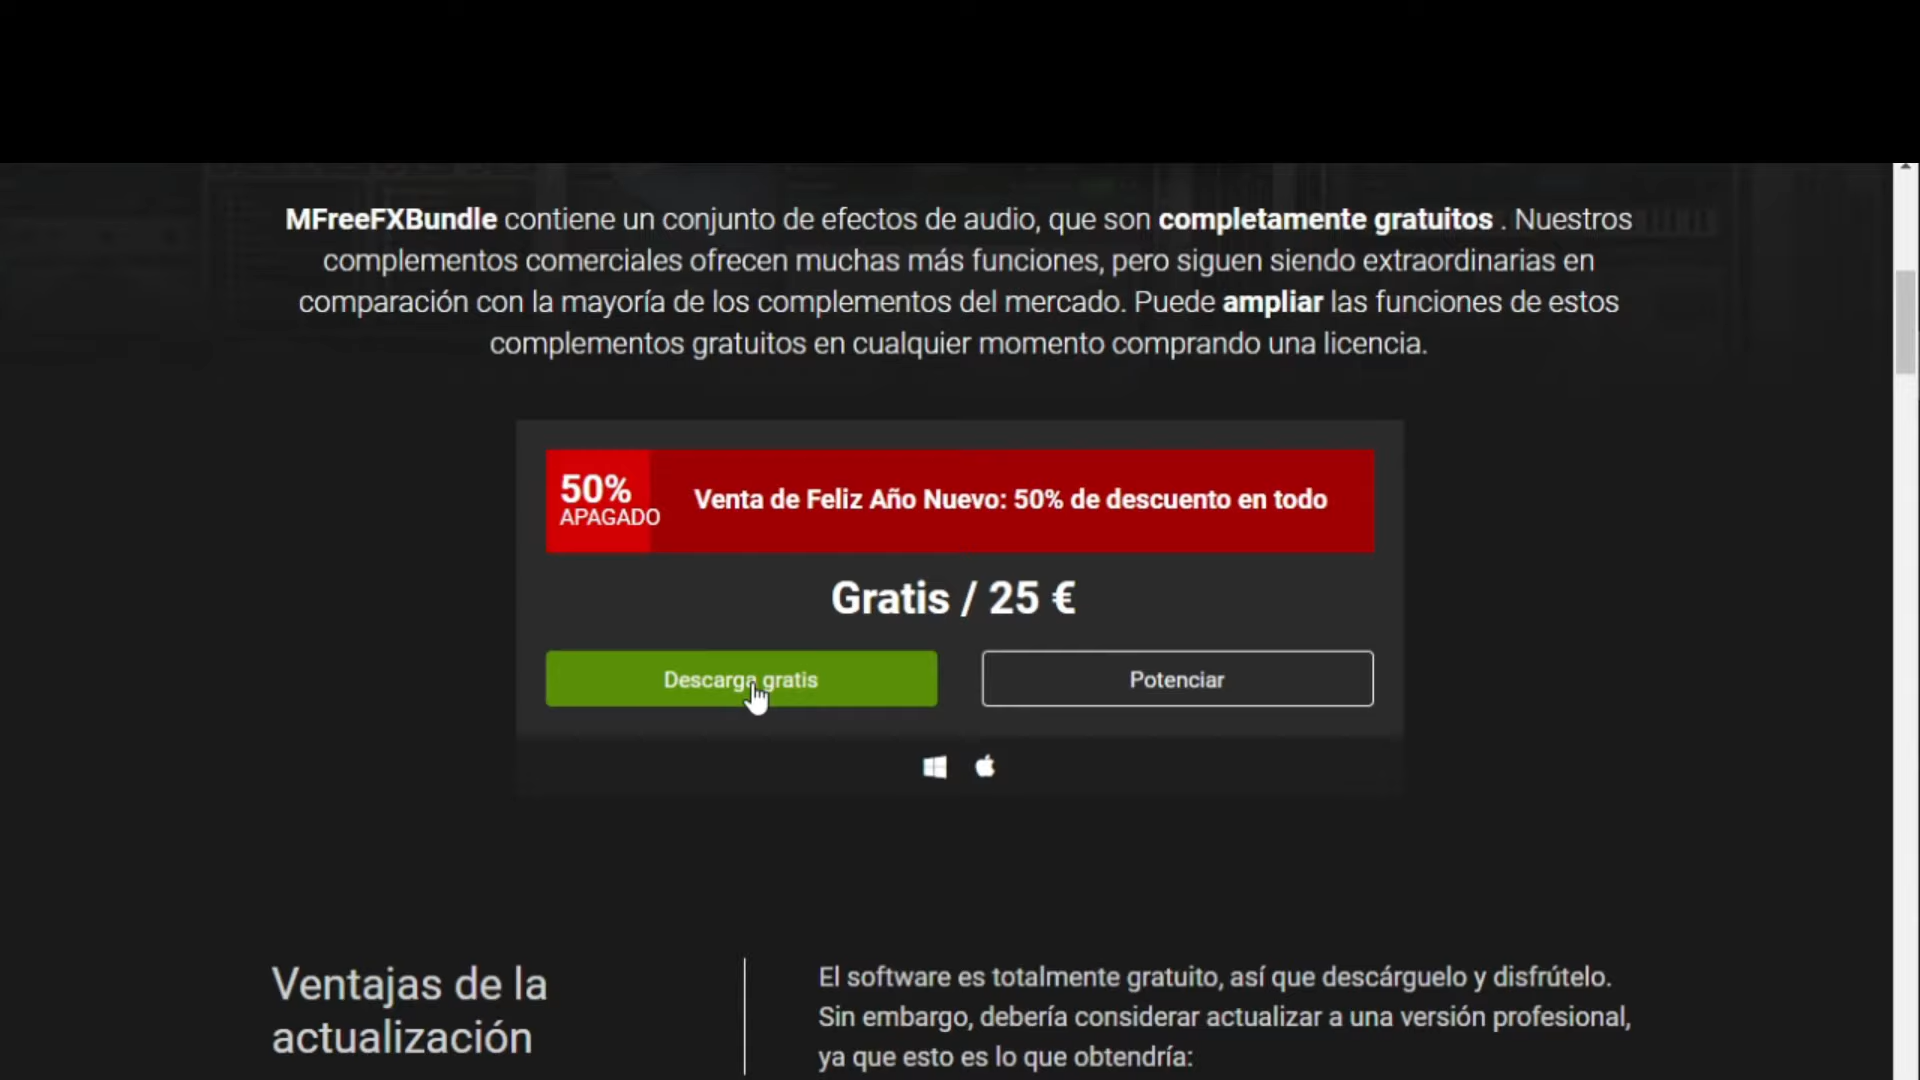 MFreeFXBundle contiene un conjunto de efectos de audio, que son completamente gratuitos . Nuestros
complementos comerciales ofrecen muchas más funciones, pero siguen siendo extraordinarias en
comparación con la mayoría de los complementos del mercado. Puede ampliar las funciones de estos
complementos gratuitos en cualquier momento comprando una licencia.
50%
APAGADO
Venta de Feliz Año Nuevo: 50% de descuento en todo
Gratis / 25 €
Descarga gratis
Potenciar
Ventajas de la
actualización
El software es totalmente gratuito, así que descárguelo y disfrútelo.
Sin embargo, debería considerar actualizar a una versión profesional,
ya que esto es lo que obtendría: